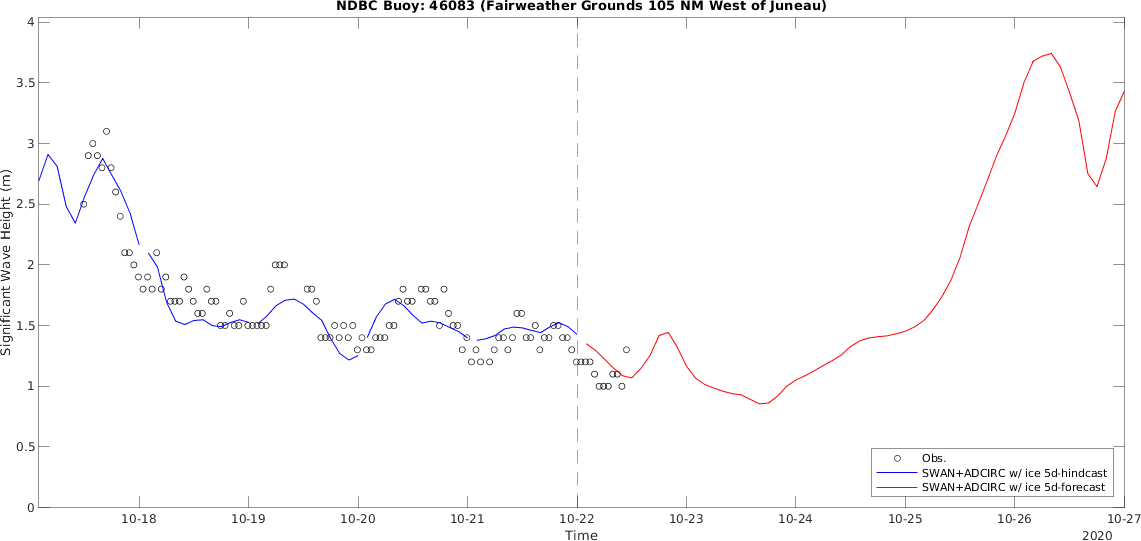 NDBC Buoy: 46083 (Fairweather Grounds 105 NM West of Juneau)
4
3.5
3
2.5
2
1.5
1
0.5
0
Significant Wave Height (m)
Obs.
SWAN+ADCIRC w/ ice 5d-hindcast
SWAN+ADCIRC w/ ice 5d-forecast
10-18 10-19 10-20 10-21 10-22 10-23 10-24 10-25 10-26 10-27
Time
2020